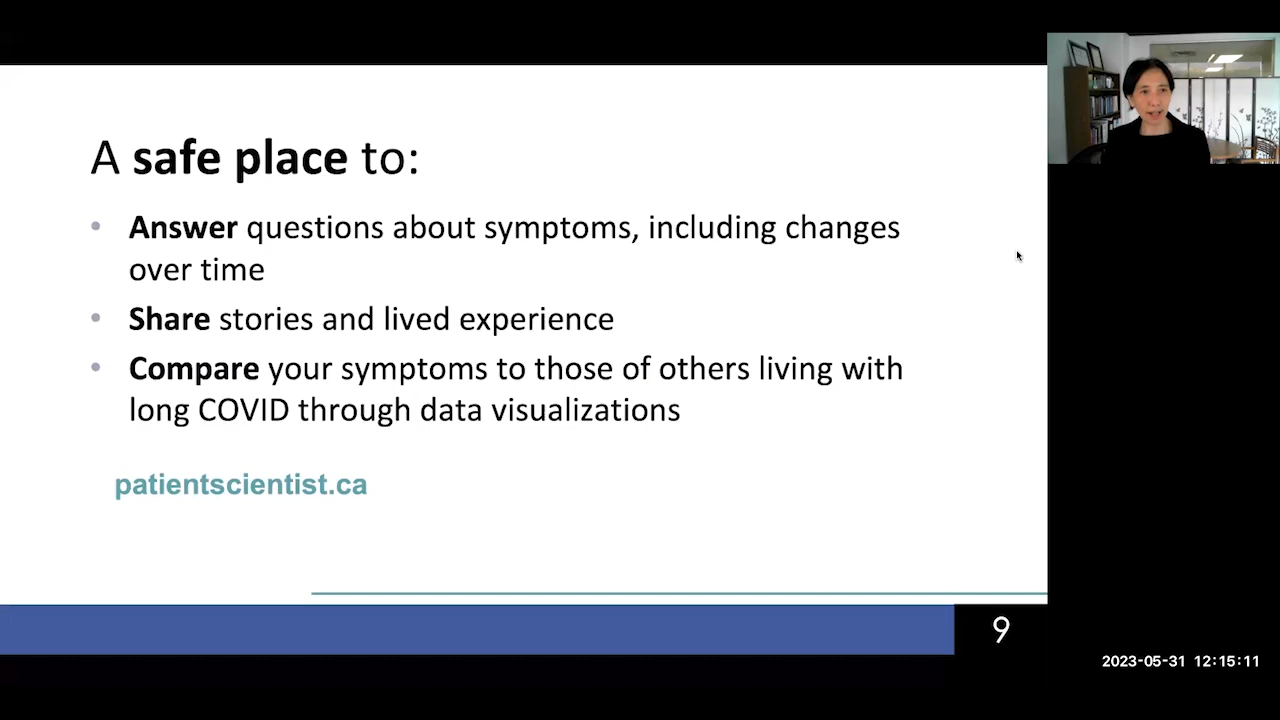 A safe place to:
• Answer questions about symptoms, including changes
over time
• Share stories and lived experience
• Compare your symptoms to those of others living with
long COVID through data visualizations
patientscientist.ca
9
2023-05-31 12:15:11